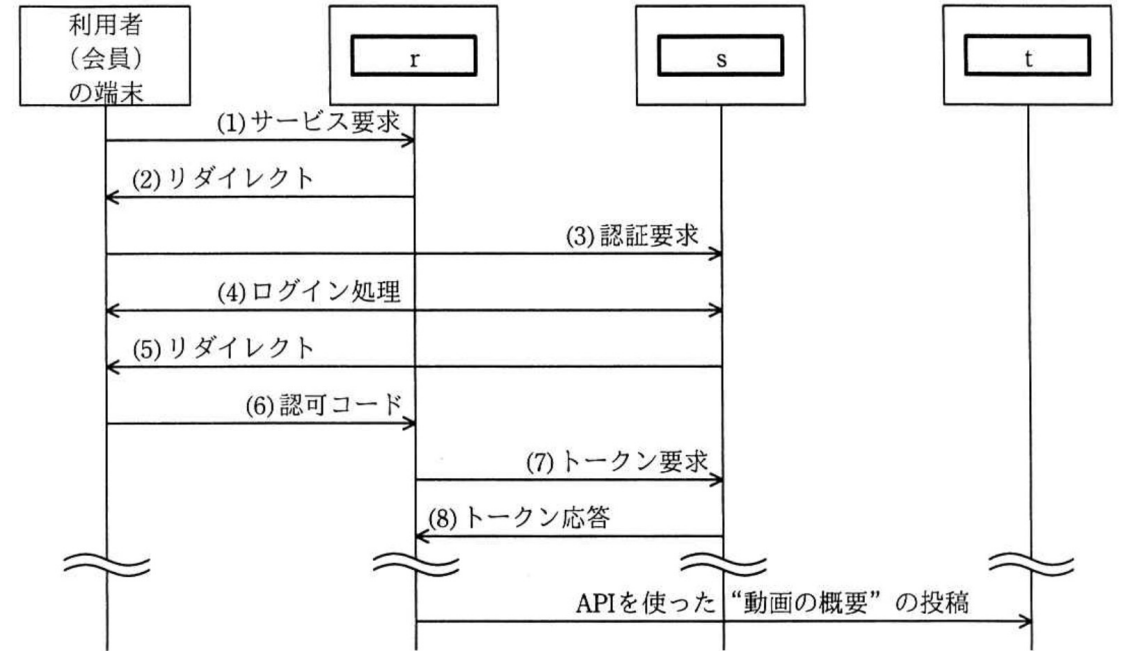 利用者
(会員)
の端末
r
s
t
(1)サービス要求
(2)リダイレクト
(3)認証要求
(4)ログイン処理
(5)リダイレクト
(6)認可コード
(7)トークン要求
(8)トークン応答
APIを使った“動画の概要”の投稿